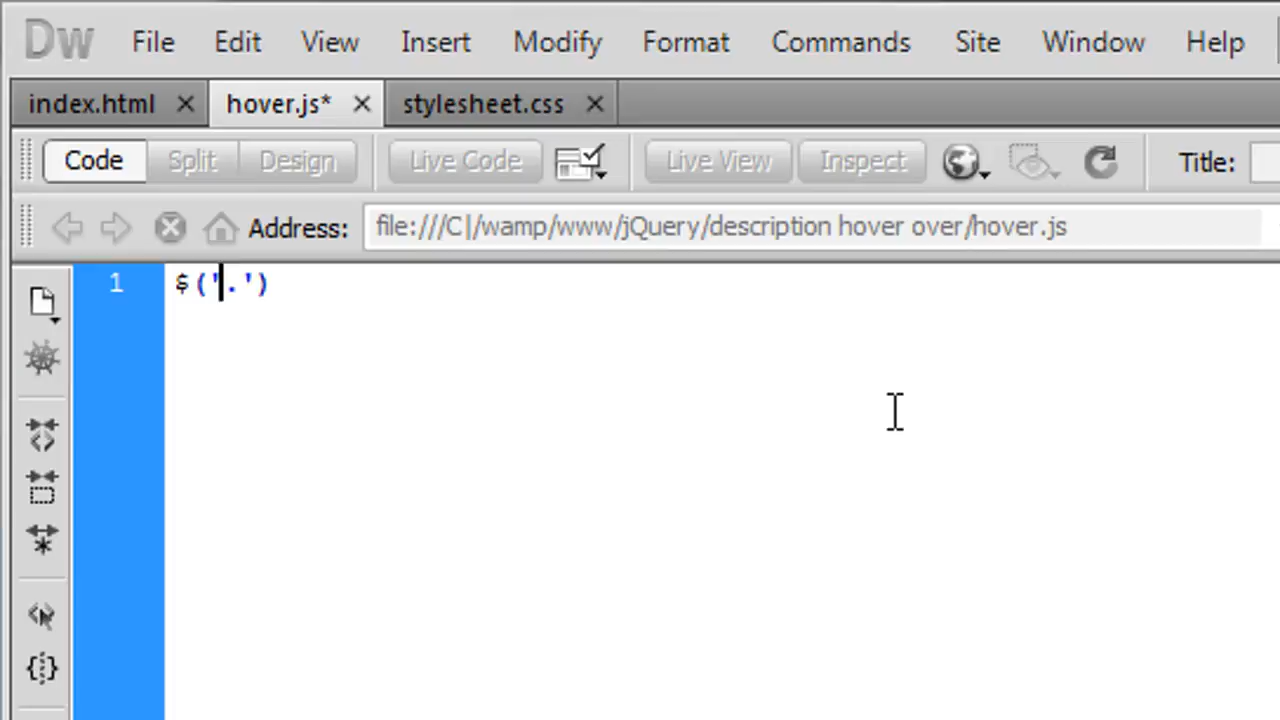 Dw File Edit View Insert Modify Format Commands Site Window Help
index.html hover.js* stylesheet.css
Code Split Design Live Code Live View Inspect Title:
Address: file:///C|/wamp/www/jQuery/description hover over/hover.js
1 $('.')